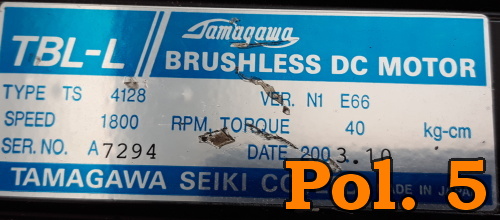 TBL-L Tamagawa
BRUSHLESS DC MOTOR
TYPE TS 4128 VER. N1 E66
SPEED 1800 RPM TORQUE 40 kg-cm
SER. NO. A7294 DATE 2003.10
TAMAGAWA SEIKI CO MADE IN JAPAN
Pol. 5